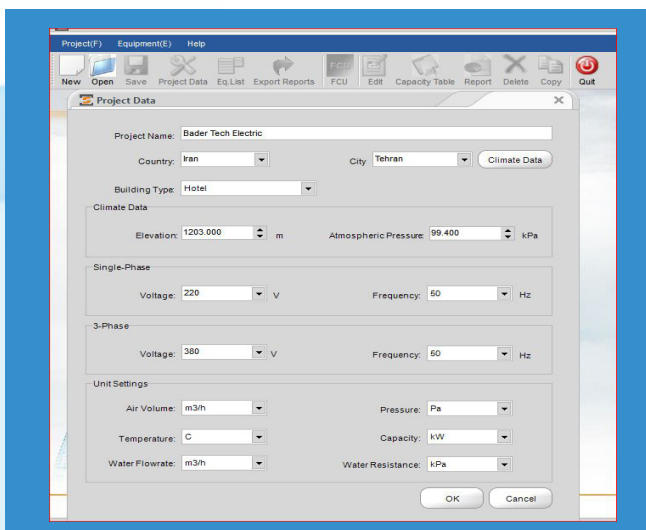 Project(F) Equipment(E) Help
New Open Save Project Data Eq.List Export Reports FCU Edit Capacity Table Report Delete Copy Quit
FCU
Project Data
Project Name: Bader Tech Electric
Country: Iran City Tehran Climate Data
Building Type: Hotel
Climate Data
Elevation: 1203.000 m Atmospheric Pressure: 99.400 kPa
Single-Phase
Voltage: 220 V Frequency: 50 Hz
3-Phase
Voltage: 380 V Frequency: 50 Hz
Unit Settings
Air Volume: m3/h Pressure: Pa
Temperature: C Capacity: kW
Water Flowrate: m3/h Water Resistance: kPa
OK Cancel